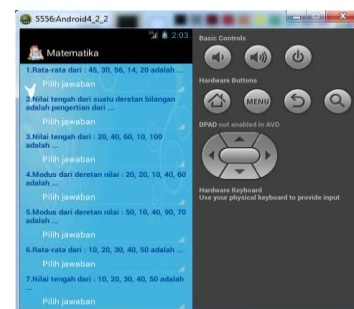 5556:Android4_2_2
2:03
Matematika
1.Rata-rata dari : 45, 30, 56, 14, 20 adalah ...
Pilih jawaban
2.Nilai tengah dari suatu deretan bilangan
adalah pengertian dari ...
Pilih jawaban
3.Nilai tengah dari : 20, 40, 60, 10, 100
adalah ...
Pilih jawaban
4.Modus dari deretan nilai : 20, 20, 10, 40, 60
adalah ...
Pilih jawaban
5.Modus dari deretan nilai : 50, 10, 40, 90, 70
adalah ...
Pilih jawaban
6.Rata-rata dari : 10, 20, 30, 40, 50 adalah ...
Pilih jawaban
7.Nilai tengah dari : 10, 20, 30, 40, 50 adalah
...
Pilih jawaban
Basic Controls
Hardware Buttons
MENU
DPAD not enabled in AVD
Hardware Keyboard
Use your physical keyboard to provide input